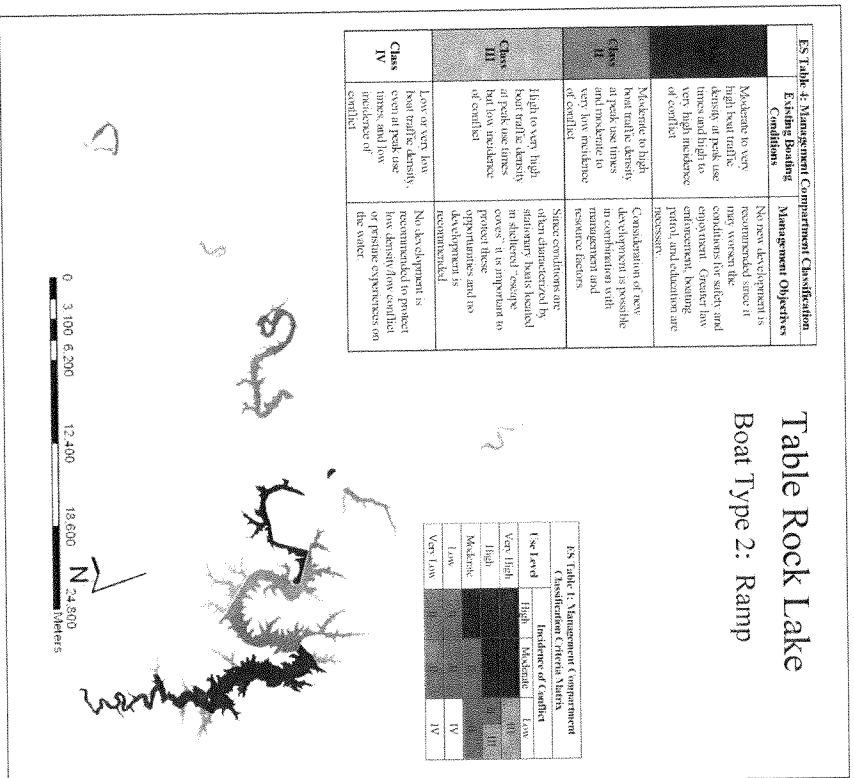 Table Rock Lake
Boat Type 2: Ramp
ES Table 4: Management Compartment Classification
Existing Boating
Conditions
Management Objectives
Moderate to very
high boat traffic
density at peak use
times and high to
very high incidence
of conflict
No new development is
recommended since it
may worsen the
conditions for safety and
enjoyment. Greater law
enforcement, boating
patrol, and education are
necessary.
Class
II
Moderate to high
boat traffic density
at peak use times
and moderate to
very low incidence
of conflict
Consideration of new
development is possible
in combination with
management and
resource factors.
Class
III
High to very high
boat traffic density
at peak use times
but low incidence
of conflict
Since conditions are
often characterized by
stationary boats located
in sheltered "escape
coves" it is important to
protect these
opportunities and no
development is
recommended
Class
IV
Low or very low
boat traffic density,
even at peak use
times, and low
incidence of
conflict
No development is
recommended to protect
low density/low conflict
or pristine experiences on
the water.
ES Table 1: Management Compartment
Classification Criteria Matrix
Use Level
Incidence of Conflict
High Moderate Low
Very High III
High III
Moderate
Low IV
Very Low IV
0 3,100 6,200 12,400 18,600 24,800
Meters
N